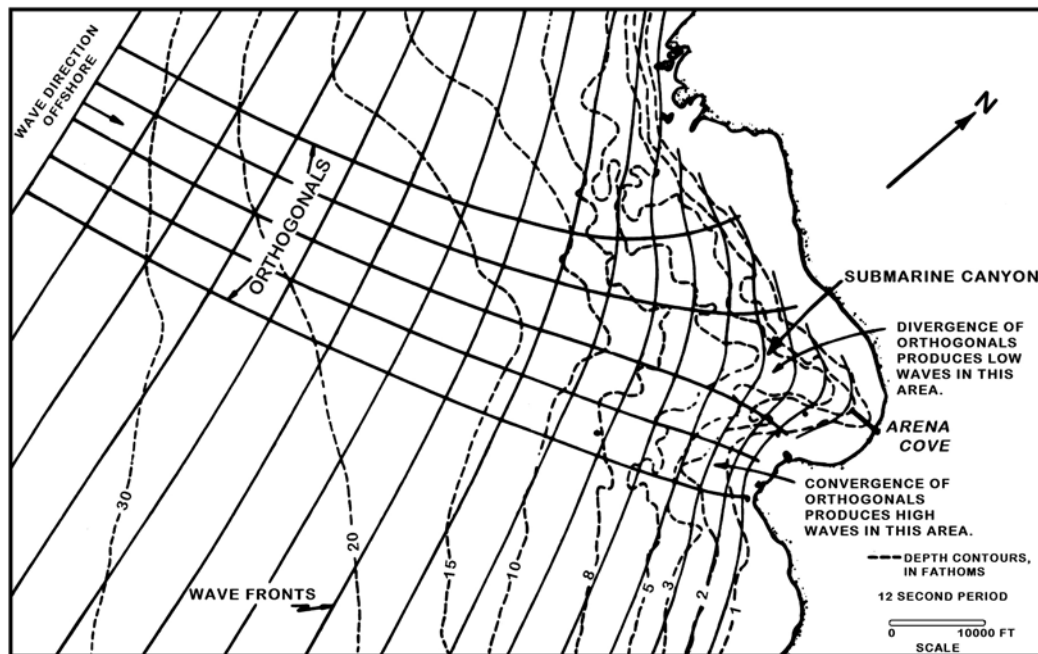 WAVE DIRECTION
OFFSHORE
ORTHOGONALS
N
SUBMARINE CANYON
DIVERGENCE OF
ORTHOGONALS
PRODUCES LOW
WAVES IN THIS
AREA.
ARENA
COVE
CONVERGENCE OF
ORTHOGONALS
PRODUCES HIGH
WAVES IN THIS AREA.
30
20
15
10
8
5
3
2
1
WAVE FRONTS
DEPTH CONTOURS,
IN FATHOMS
12 SECOND PERIOD
0 10000 FT
SCALE